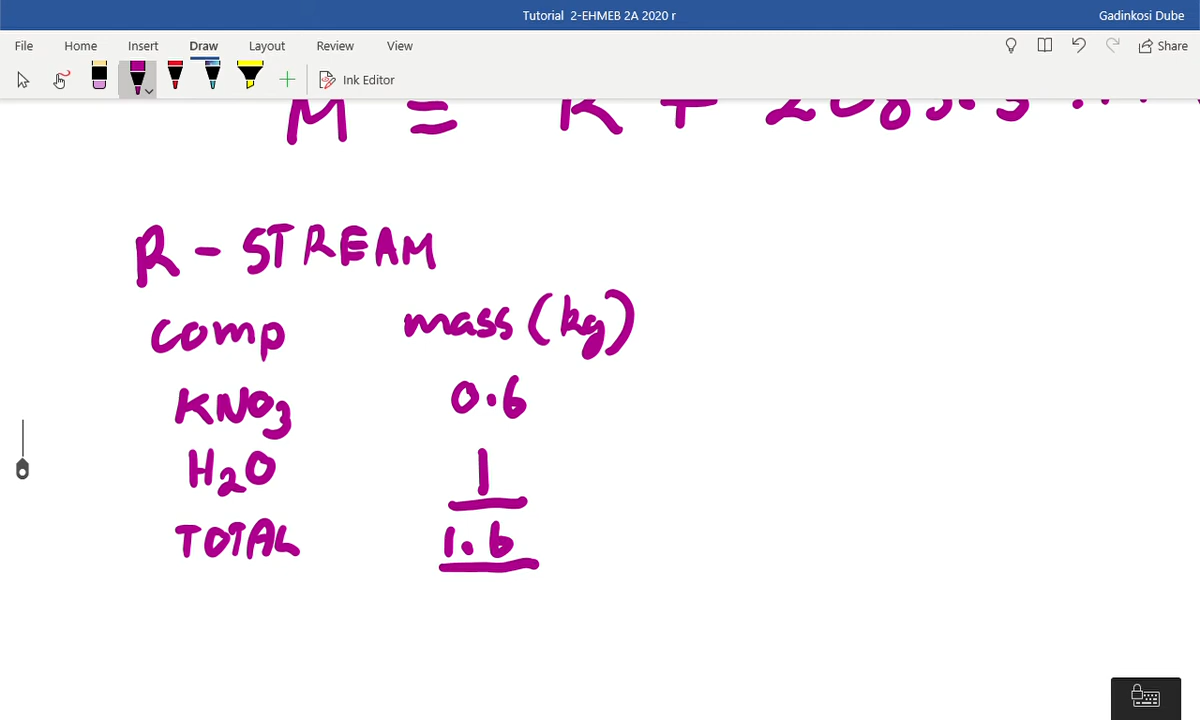 Tutorial 2-EHMEB 2A 2020 r
Gadinkosi Dube
File Home Insert Draw Layout Review View
Share
Ink Editor
M = R +
R - STREAM
comp mass (kg)
KNO3 0.6
H2O 1
TOTAL 1.6